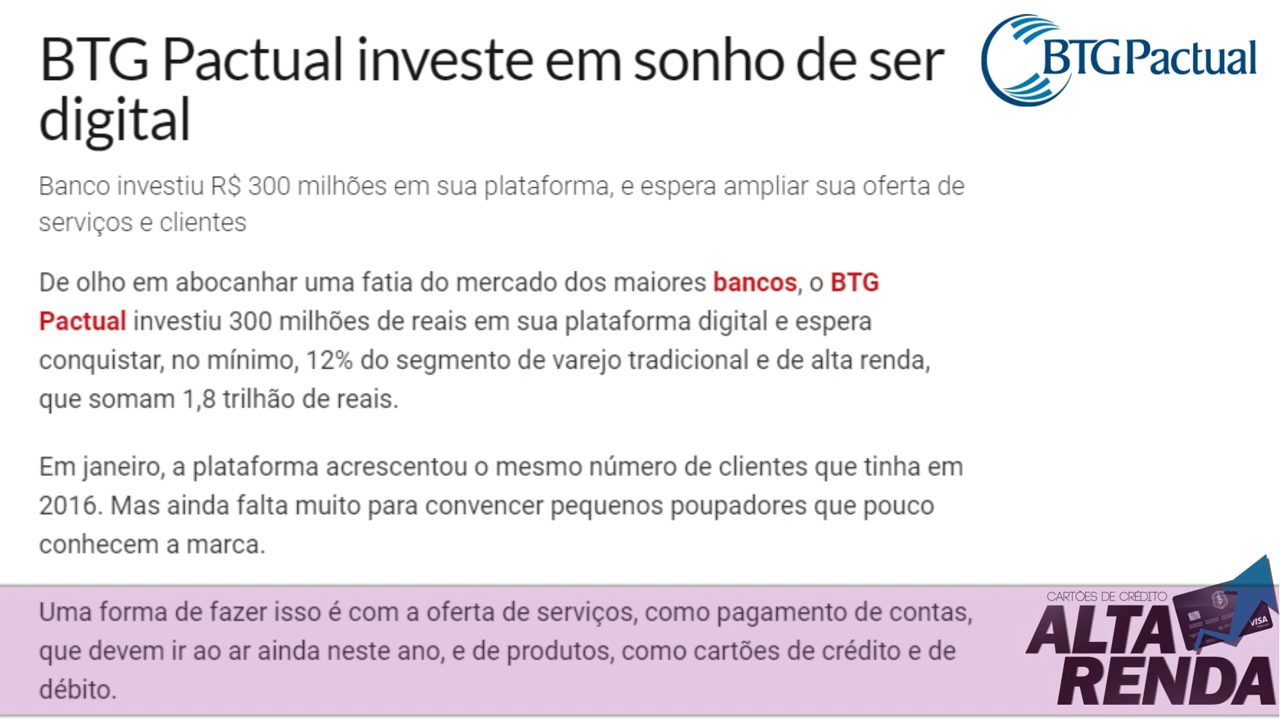 BTG Pactual investe em sonho de ser
digital
BTGPactual
Banco investiu R$ 300 milhões em sua plataforma, e espera ampliar sua oferta de
serviços e clientes
De olho em abocanhar uma fatia do mercado dos maiores bancos, o BTG
Pactual investiu 300 milhões de reais em sua plataforma digital e espera
conquistar, no mínimo, 12% do segmento de varejo tradicional e de alta renda,
que somam 1,8 trilhão de reais.
Em janeiro, a plataforma acrescentou o mesmo número de clientes que tinha em
2016. Mas ainda falta muito para convencer pequenos poupadores que pouco
conhecem a marca.
Uma forma de fazer isso é com a oferta de serviços, como pagamento de contas,
que devem ir ao ar ainda neste ano, e de produtos, como cartões de crédito e de
débito.
CARTÕES DE CRÉDITO
ALTA
RENDA
VISA